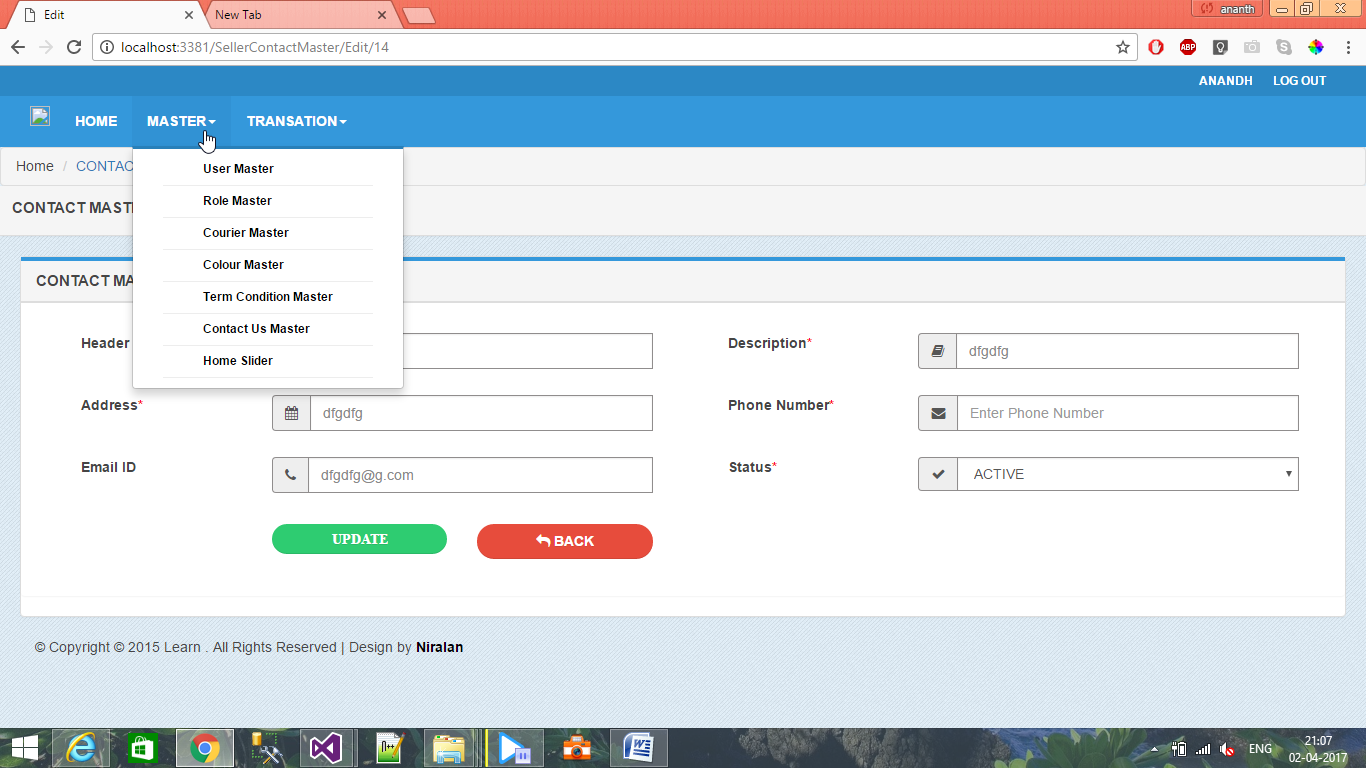 Edit
New Tab
ananth
localhost:3381/SellerContactMaster/Edit/14
ABP
ANANDH LOG OUT
HOME MASTER TRANSATION
Home / CONTAC
User Master
CONTACT MAST
Role Master
Courier Master
Colour Master
CONTACT MA
Term Condition Master
Contact Us Master
Home Slider
Header
Description* dfgdfg
Address* dfgdfg
Phone Number* Enter Phone Number
Email ID dfgdfg@g.com
Status* ACTIVE
UPDATE BACK
© Copyright © 2015 Learn . All Rights Reserved | Design by Niralan
ENG
21:07
02-04-2017